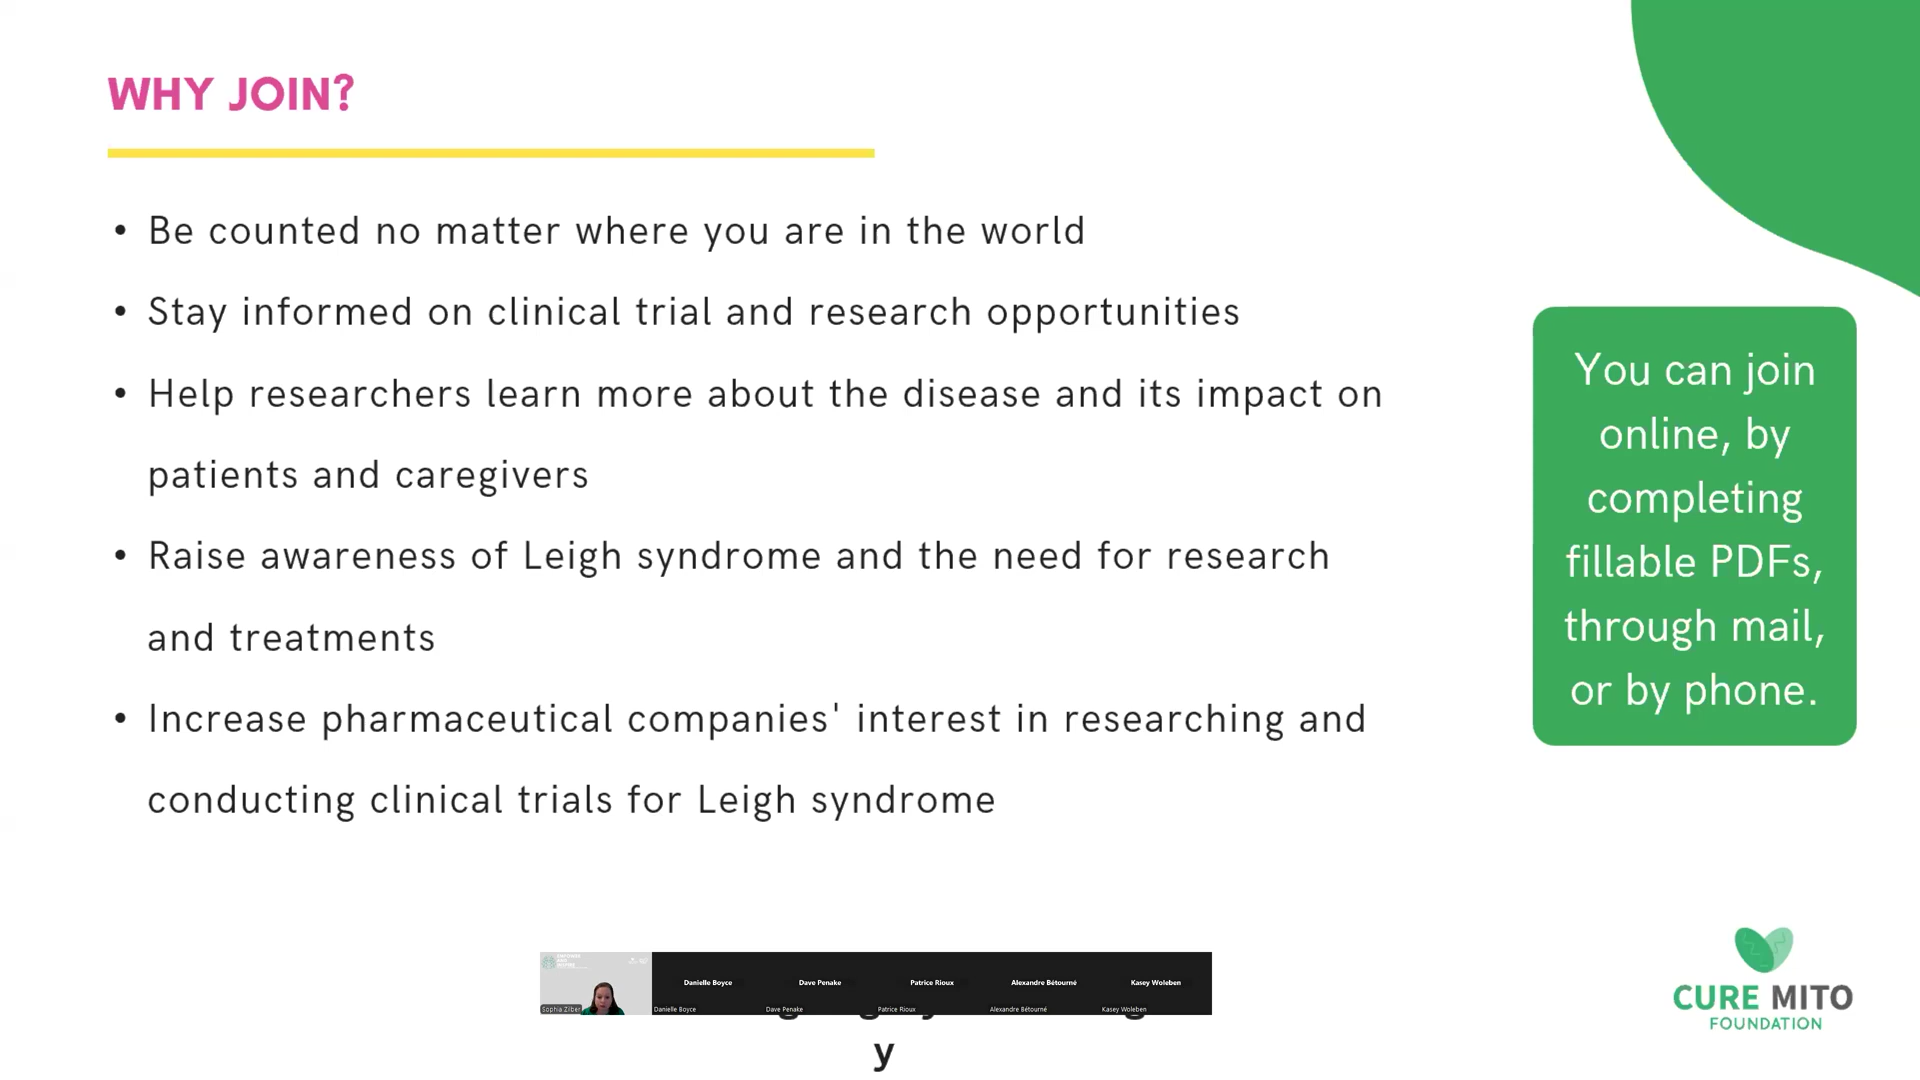 WHY JOIN?
• Be counted no matter where you are in the world
• Stay informed on clinical trial and research opportunities
• Help researchers learn more about the disease and its impact on
patients and caregivers
• Raise awareness of Leigh syndrome and the need for research
and treatments
• Increase pharmaceutical companies' interest in researching and
conducting clinical trials for Leigh syndrome
You can join
online, by
completing
fillable PDFs,
through mail,
or by phone.
Sophia Zilber
Danielle Boyce
Dave Penake
Patrice Rioux
Alexandre Bétourné
Kasey Woleben
Danielle Boyce
Dave Penake
Patrice Rioux
Alexandre Bétourné
Kasey Woleben
y
CURE MITO
FOUNDATION